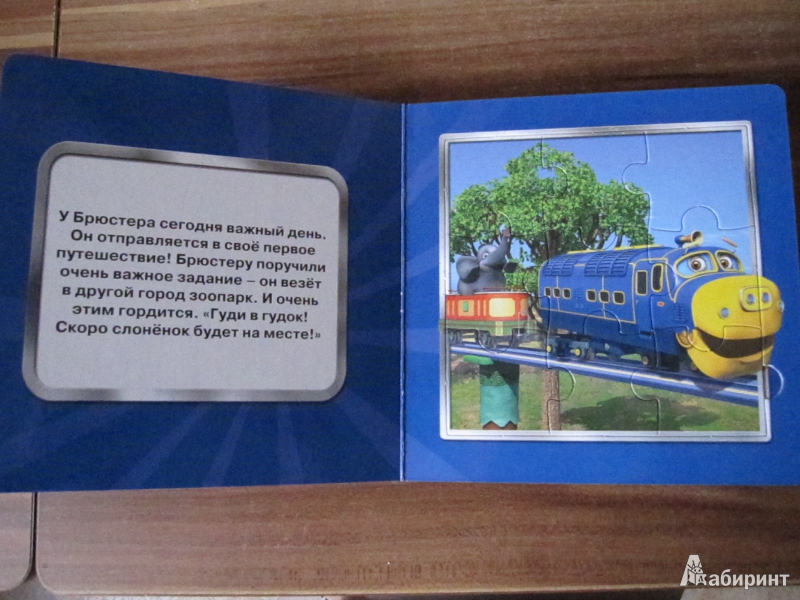 У Брюстера сегодня важный день.
Он отправляется в своё первое
путешествие! Брюстеру поручили
очень важное задание – он везёт
в другой город зоопарк. И очень
этим гордится. «Гуди в гудок!
Скоро слонёнок будет на месте!»
Лабиринт